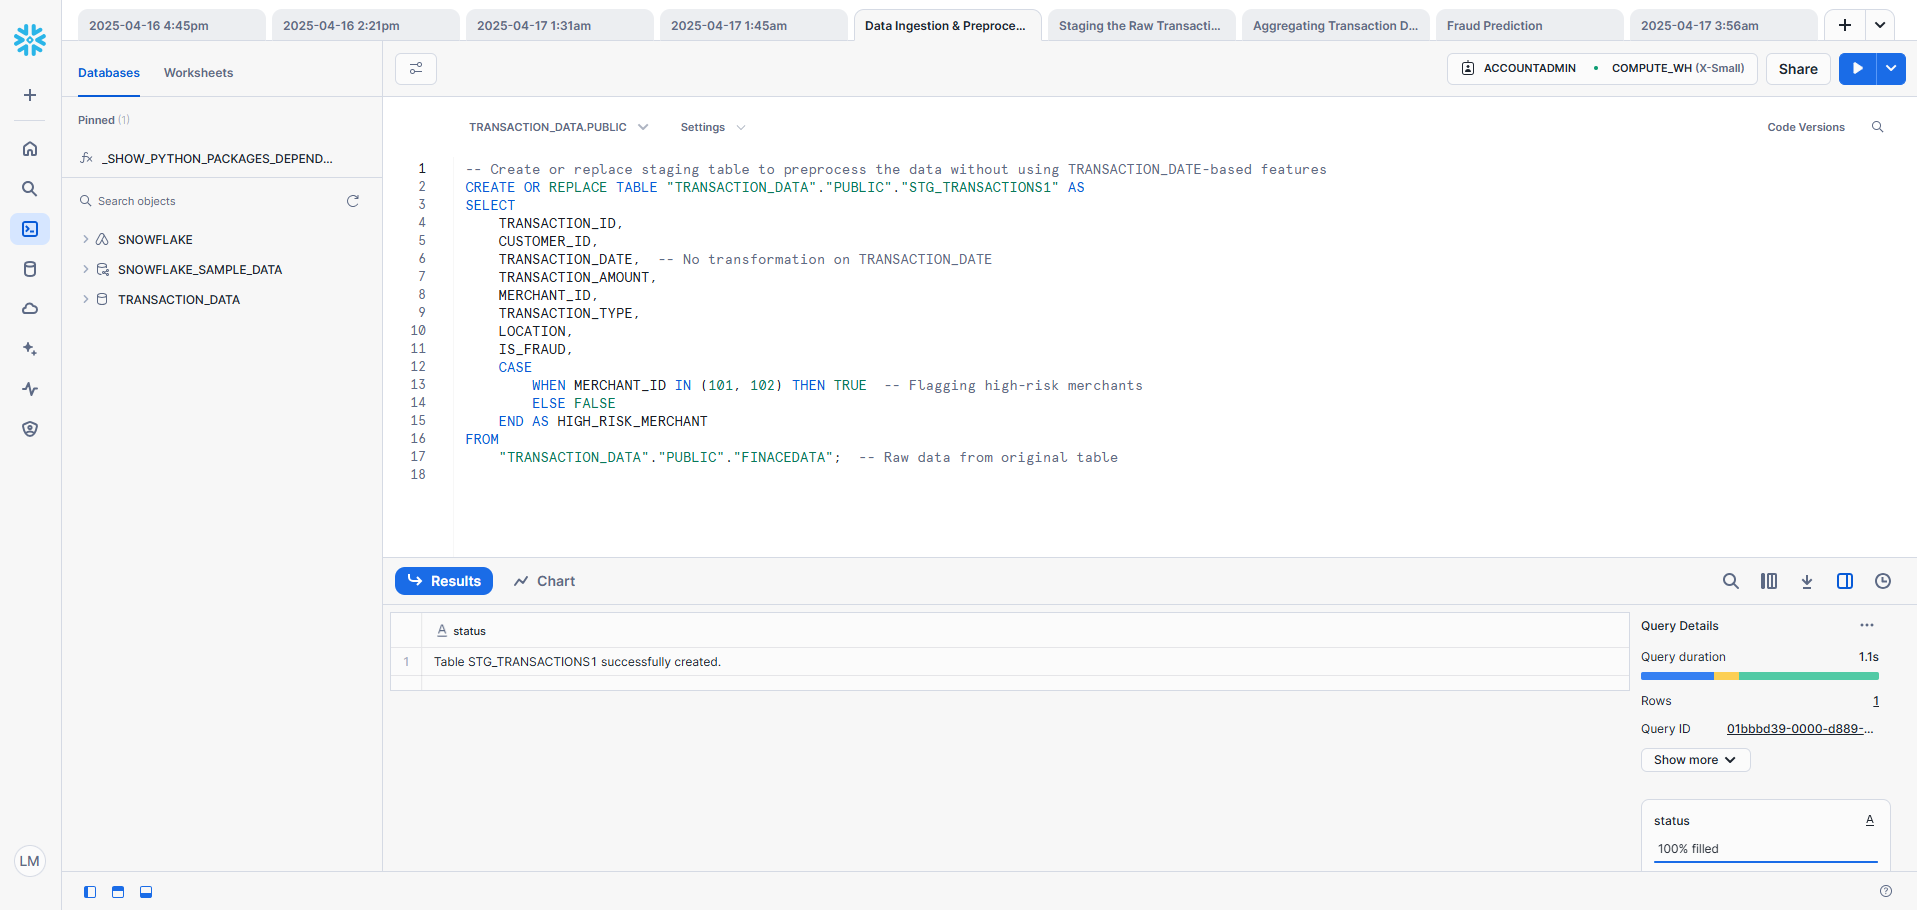 2025-04-16 4:45pm
2025-04-16 2:21pm
2025-04-17 1:31am
2025-04-17 1:45am
Data Ingestion & Preproce...
Staging the Raw Transacti...
Aggregating Transaction D...
Fraud Prediction
2025-04-17 3:56am
Databases
Worksheets
ACCOUNTADMIN
COMPUTE_WH (X-Small)
Share
Pinned (1)
_SHOW_PYTHON_PACKAGES_DEPEND...
Search objects
SNOWFLAKE
SNOWFLAKE_SAMPLE_DATA
TRANSACTION_DATA
LM
TRANSACTION_DATA.PUBLIC
Settings
Code Versions
1 -- Create or replace staging table to preprocess the data without using TRANSACTION_DATE-based features
2 CREATE OR REPLACE TABLE "TRANSACTION_DATA"."PUBLIC"."STG_TRANSACTIONS1" AS
3 SELECT
4 TRANSACTION_ID,
5 CUSTOMER_ID,
6 TRANSACTION_DATE, -- No transformation on TRANSACTION_DATE
7 TRANSACTION_AMOUNT,
8 MERCHANT_ID,
9 TRANSACTION_TYPE,
10 LOCATION,
11 IS_FRAUD,
12 CASE
13 WHEN MERCHANT_ID IN (101, 102) THEN TRUE -- Flagging high-risk merchants
14 ELSE FALSE
15 END AS HIGH_RISK_MERCHANT
16 FROM
17 "TRANSACTION_DATA"."PUBLIC"."FINACEDATA"; -- Raw data from original table
18
Results
Chart
A status
1 Table STG_TRANSACTIONS1 successfully created.
Query Details
Query duration 1.1s
Rows 1
Query ID 01bbbd39-0000-d889-...
Show more
status A
100% filled